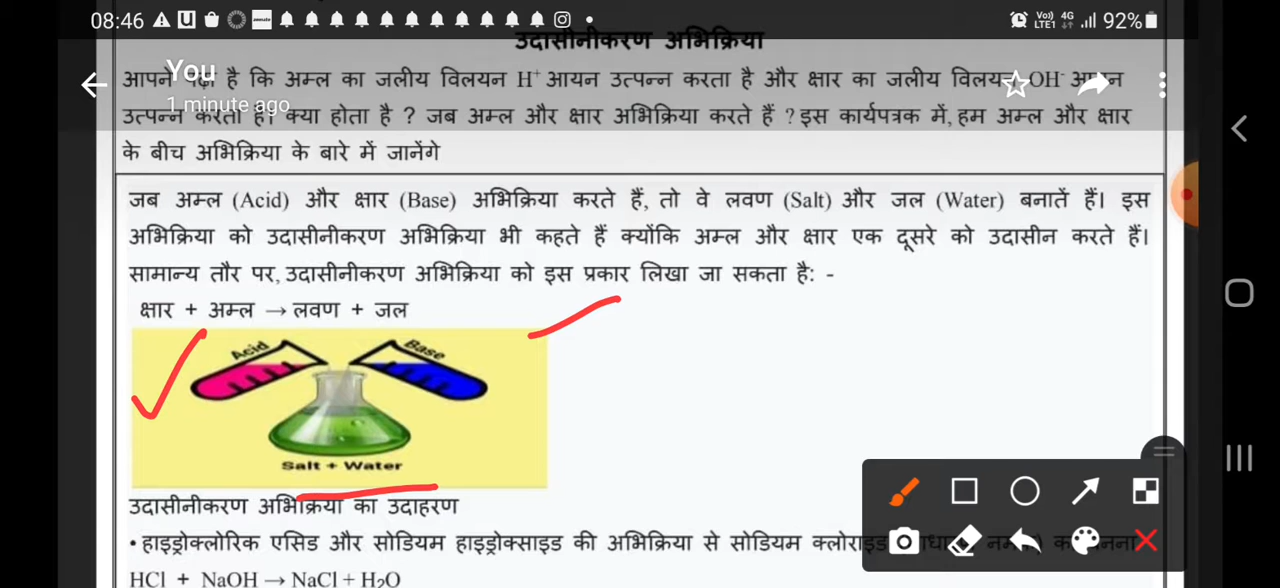 08:46 Vo)) LTE1 4G 92%
उदासीनीकरण अभिक्रिया
You
1 minute ago
आपने पढ़ा है कि अम्ल का जलीय विलयन H⁺ आयन उत्पन्न करता है और क्षार का जलीय विलयन OH⁻ आयन
उत्पन्न करता है। क्या होता है ? जब अम्ल और क्षार अभिक्रिया करते हैं ? इस कार्यपत्रक में, हम अम्ल और क्षार
के बीच अभिक्रिया के बारे में जानेंगे
जब अम्ल (Acid) और क्षार (Base) अभिक्रिया करते हैं, तो वे लवण (Salt) और जल (Water) बनातें हैं। इस
अभिक्रिया को उदासीनीकरण अभिक्रिया भी कहते हैं क्योंकि अम्ल और क्षार एक दूसरे को उदासीन करते हैं।
सामान्य तौर पर, उदासीनीकरण अभिक्रिया को इस प्रकार लिखा जा सकता है: -
क्षार + अम्ल → लवण + जल
Acid Base
Salt + Water
उदासीनीकरण अभिक्रिया का उदाहरण
• हाइड्रोक्लोरिक एसिड और सोडियम हाइड्रोक्साइड की अभिक्रिया से सोडियम क्लोराइड
HCl + NaOH → NaCl + H₂O